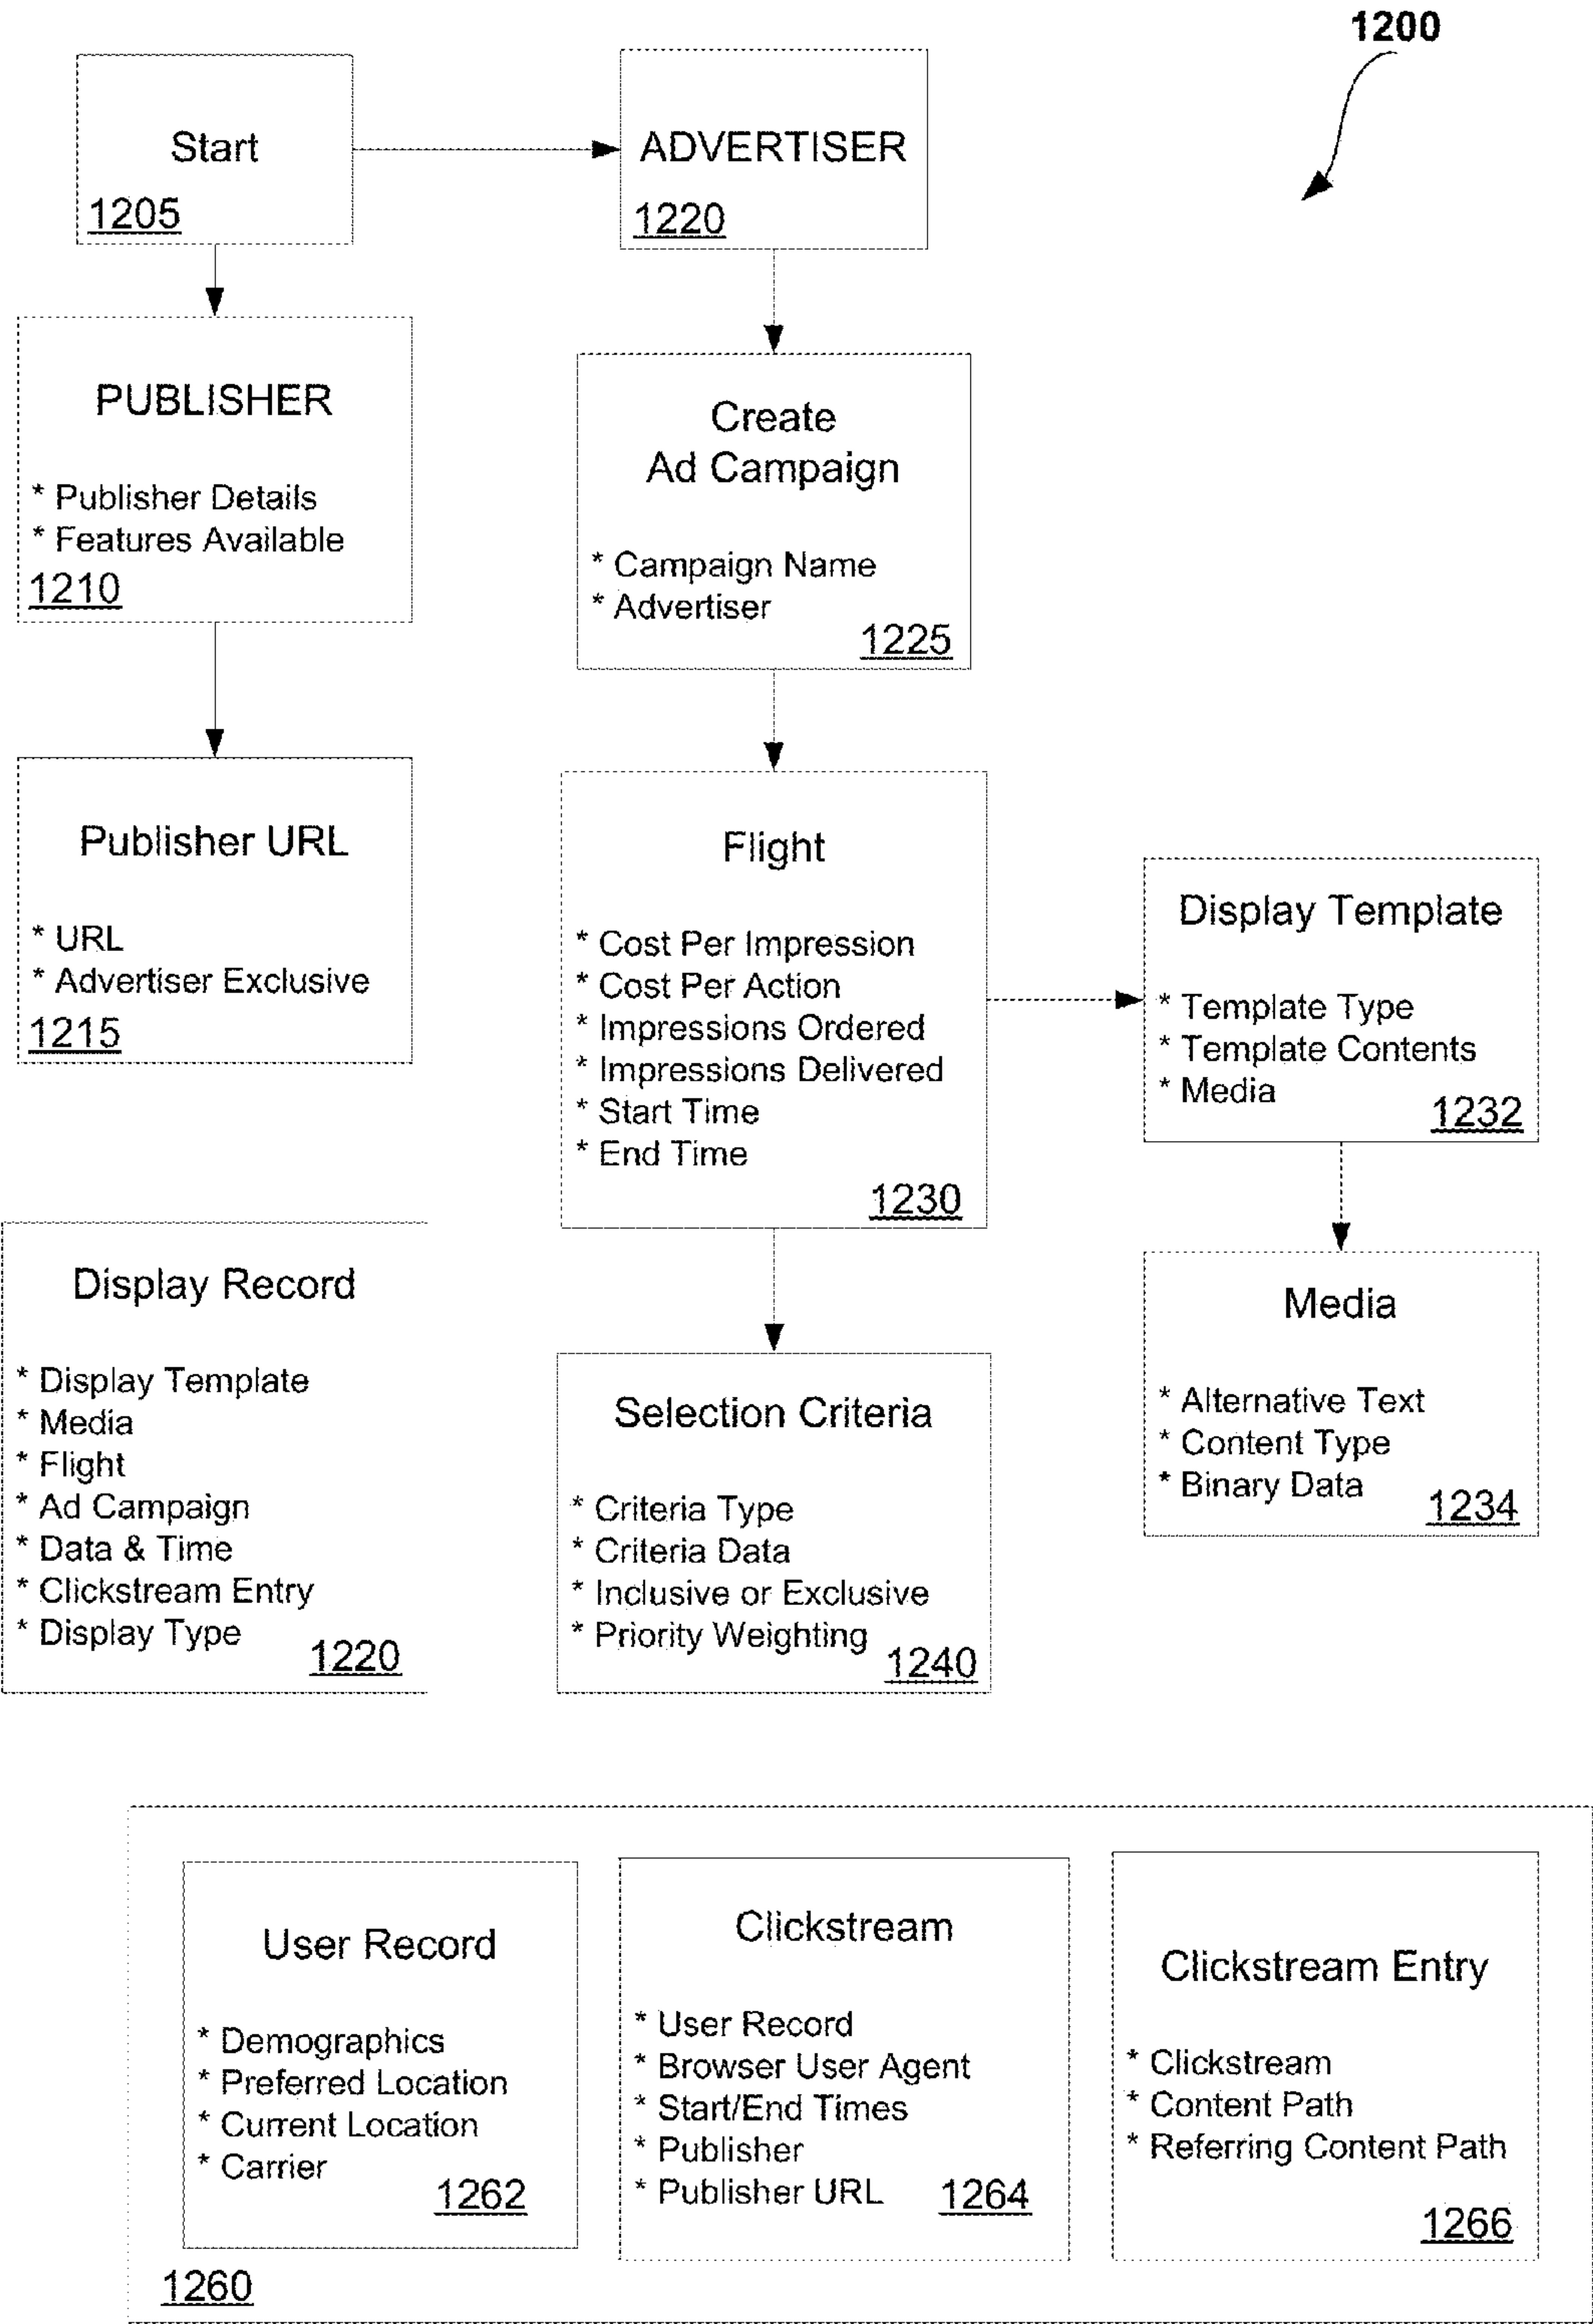 1200
Start
1205
ADVERTISER
1220
PUBLISHER
* Publisher Details
* Features Available
1210
Create
Ad Campaign
* Campaign Name
* Advertiser
1225
Publisher URL
* URL
* Advertiser Exclusive
1215
Flight
* Cost Per Impression
* Cost Per Action
* Impressions Ordered
* Impressions Delivered
* Start Time
* End Time
1230
Display Template
* Template Type
* Template Contents
* Media
1232
Display Record
* Display Template
* Media
* Flight
* Ad Campaign
* Data & Time
* Clickstream Entry
* Display Type
1220
Selection Criteria
* Criteria Type
* Criteria Data
* Inclusive or Exclusive
* Priority Weighting
1240
Media
* Alternative Text
* Content Type
* Binary Data
1234
User Record
* Demographics
* Preferred Location
* Current Location
* Carrier
1262
Clickstream
* User Record
* Browser User Agent
* Start/End Times
* Publisher
* Publisher URL
1264
Clickstream Entry
* Clickstream
* Content Path
* Referring Content Path
1266
1260